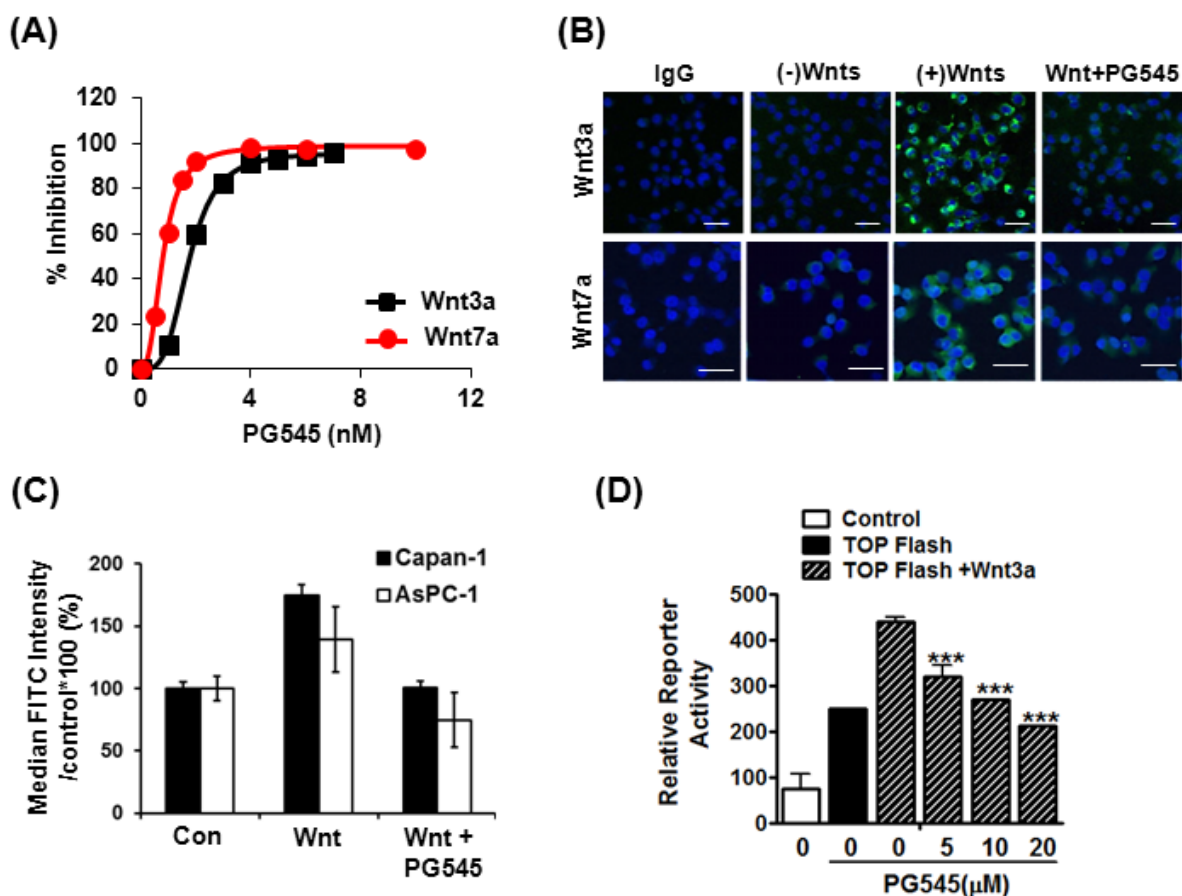 (A)
% Inhibition
120
100
80
60
40
20
0
0 4 8 12
PG545 (nM)
Wnt3a
Wnt7a
(B)
IgG (-)Wnts (+)Wnts Wnt+PG545
Wnt3a
Wnt7a
(C)
Median FITC Intensity
/control*100 (%)
200
150
100
50
0
Capan-1
AsPC-1
Con Wnt Wnt +
PG545
(D)
Control
TOP Flash
TOP Flash +Wnt3a
Relative Reporter
Activity
500
400
300
200
100
0
***
***
***
0 0 0 5 10 20
PG545(μM)